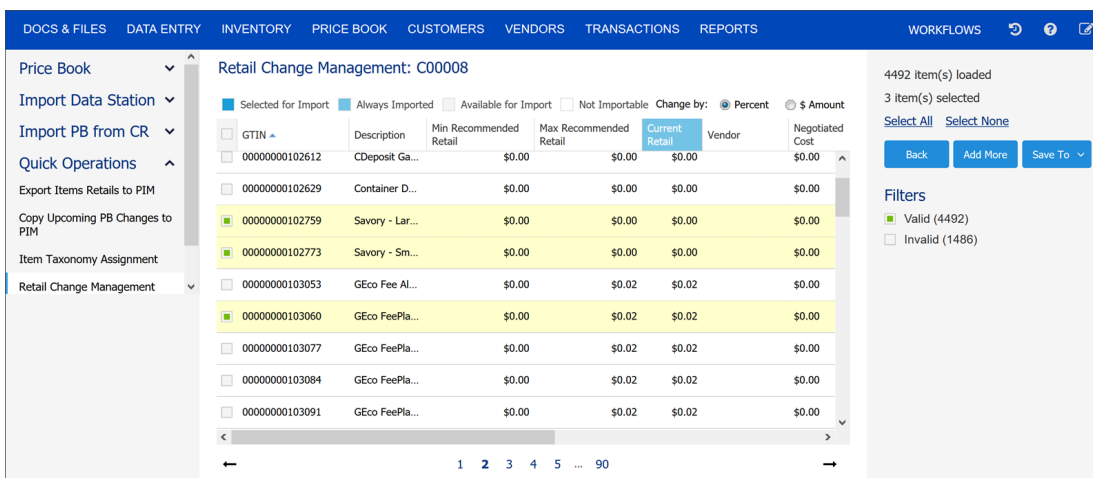 DOCS & FILES DATA ENTRY INVENTORY PRICE BOOK CUSTOMERS VENDORS TRANSACTIONS REPORTS WORKFLOWS
Price Book
Import Data Station
Import PB from CR
Quick Operations
Export Items Retails to PIM
Copy Upcoming PB Changes to
PIM
Item Taxonomy Assignment
Retail Change Management
Retail Change Management: C00008
Selected for Import Always Imported Available for Import Not Importable Change by: Percent $ Amount
GTIN Description Min Recommended Retail Max Recommended Retail Current Retail Vendor Negotiated Cost
00000000102612 CDeposit Ga... $0.00 $0.00 $0.00 $0.00
00000000102629 Container D... $0.00 $0.00 $0.00 $0.00
00000000102759 Savory - Lar... $0.00 $0.00 $0.00 $0.00
00000000102773 Savory - Sm... $0.00 $0.00 $0.00 $0.00
00000000103053 GEco Fee Al... $0.00 $0.02 $0.02 $0.00
00000000103060 GEco FeePla... $0.00 $0.02 $0.02 $0.00
00000000103077 GEco FeePla... $0.00 $0.02 $0.02 $0.00
00000000103084 GEco FeePla... $0.00 $0.02 $0.02 $0.00
00000000103091 GEco FeePla... $0.00 $0.02 $0.02 $0.00
1 2 3 4 5 ... 90
4492 item(s) loaded
3 item(s) selected
Select All Select None
Back Add More Save To
Filters
Valid (4492)
Invalid (1486)